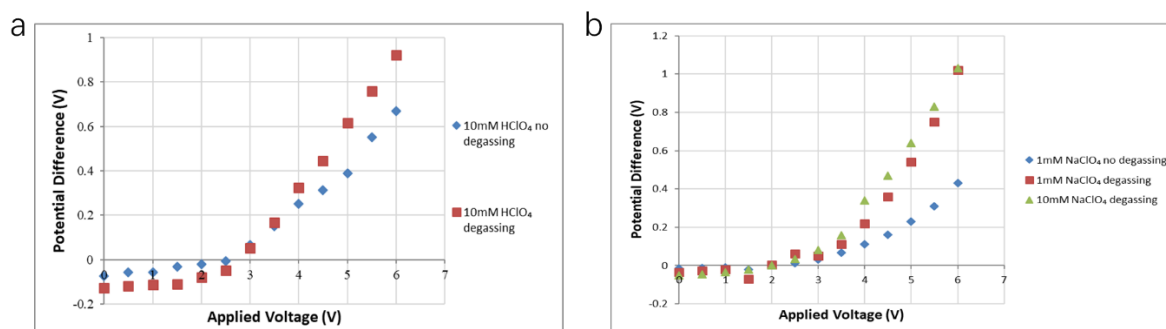 a
1
0.8
0.6
0.4
0.2
0
-0.2
0 1 2 3 4 5 6 7
Potential Difference (V)
Applied Voltage (V)
10mM HClO₄ no
degassing
10mM HClO₄
degassing
b
1.2
1
0.8
0.6
0.4
0.2
0
-0.2
0 1 2 3 4 5 6 7
Potential Difference (V)
Applied Voltage (V)
1mM NaClO₄ no degassing
1mM NaClO₄ degassing
10mM NaClO₄ degassing